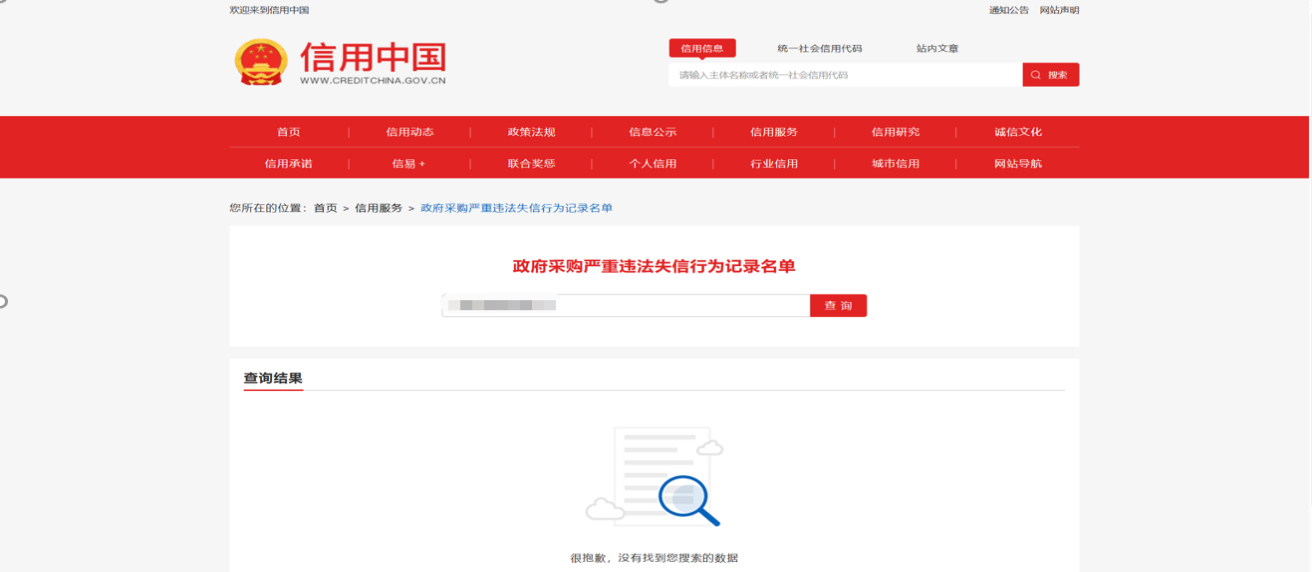 欢迎来到信用中国
通知公告 网站声明
信用中国
WWW.CREDITCHINA.GOV.CN
信用信息 统一社会信用代码 站内文章
请输入主体名称或者统一社会信用代码 搜索
首页 信用动态 政策法规 信息公示 信用服务 信用研究 诚信文化
信用承诺 信易+ 联合奖惩 个人信用 行业信用 城市信用 网站导航
您所在的位置：首页 > 信用服务 > 政府采购严重违法失信行为记录名单
政府采购严重违法失信行为记录名单
查询
查询结果
很抱歉，没有找到您搜索的数据